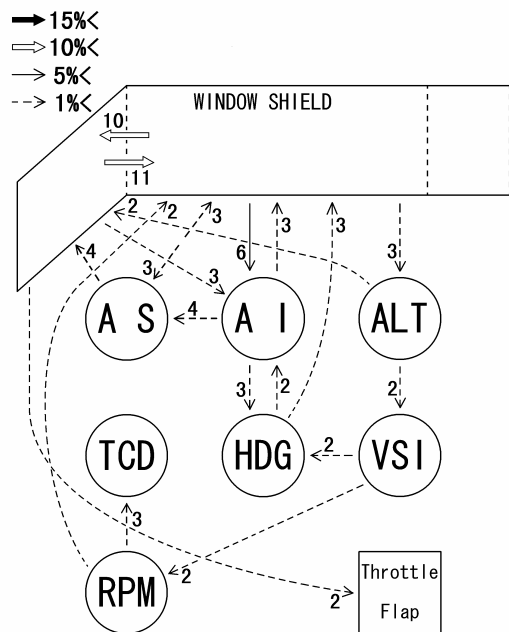 15%<
10%<
5%<
1%<
WINDOW SHIELD
10
11
2
2
3
4
3
3
6
3
3
3
A S
4
A I
ALT
3
2
2
TCD
HDG
2
VSI
3
RPM
2
2
Throttle
Flap